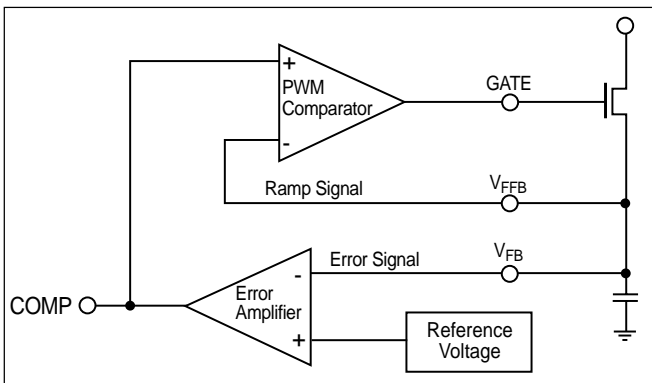 +
PWM
Comparator
-
GATE
Ramp Signal
VFFB
Error Signal
VFB
-
Error
Amplifier
+
COMP
Reference
Voltage